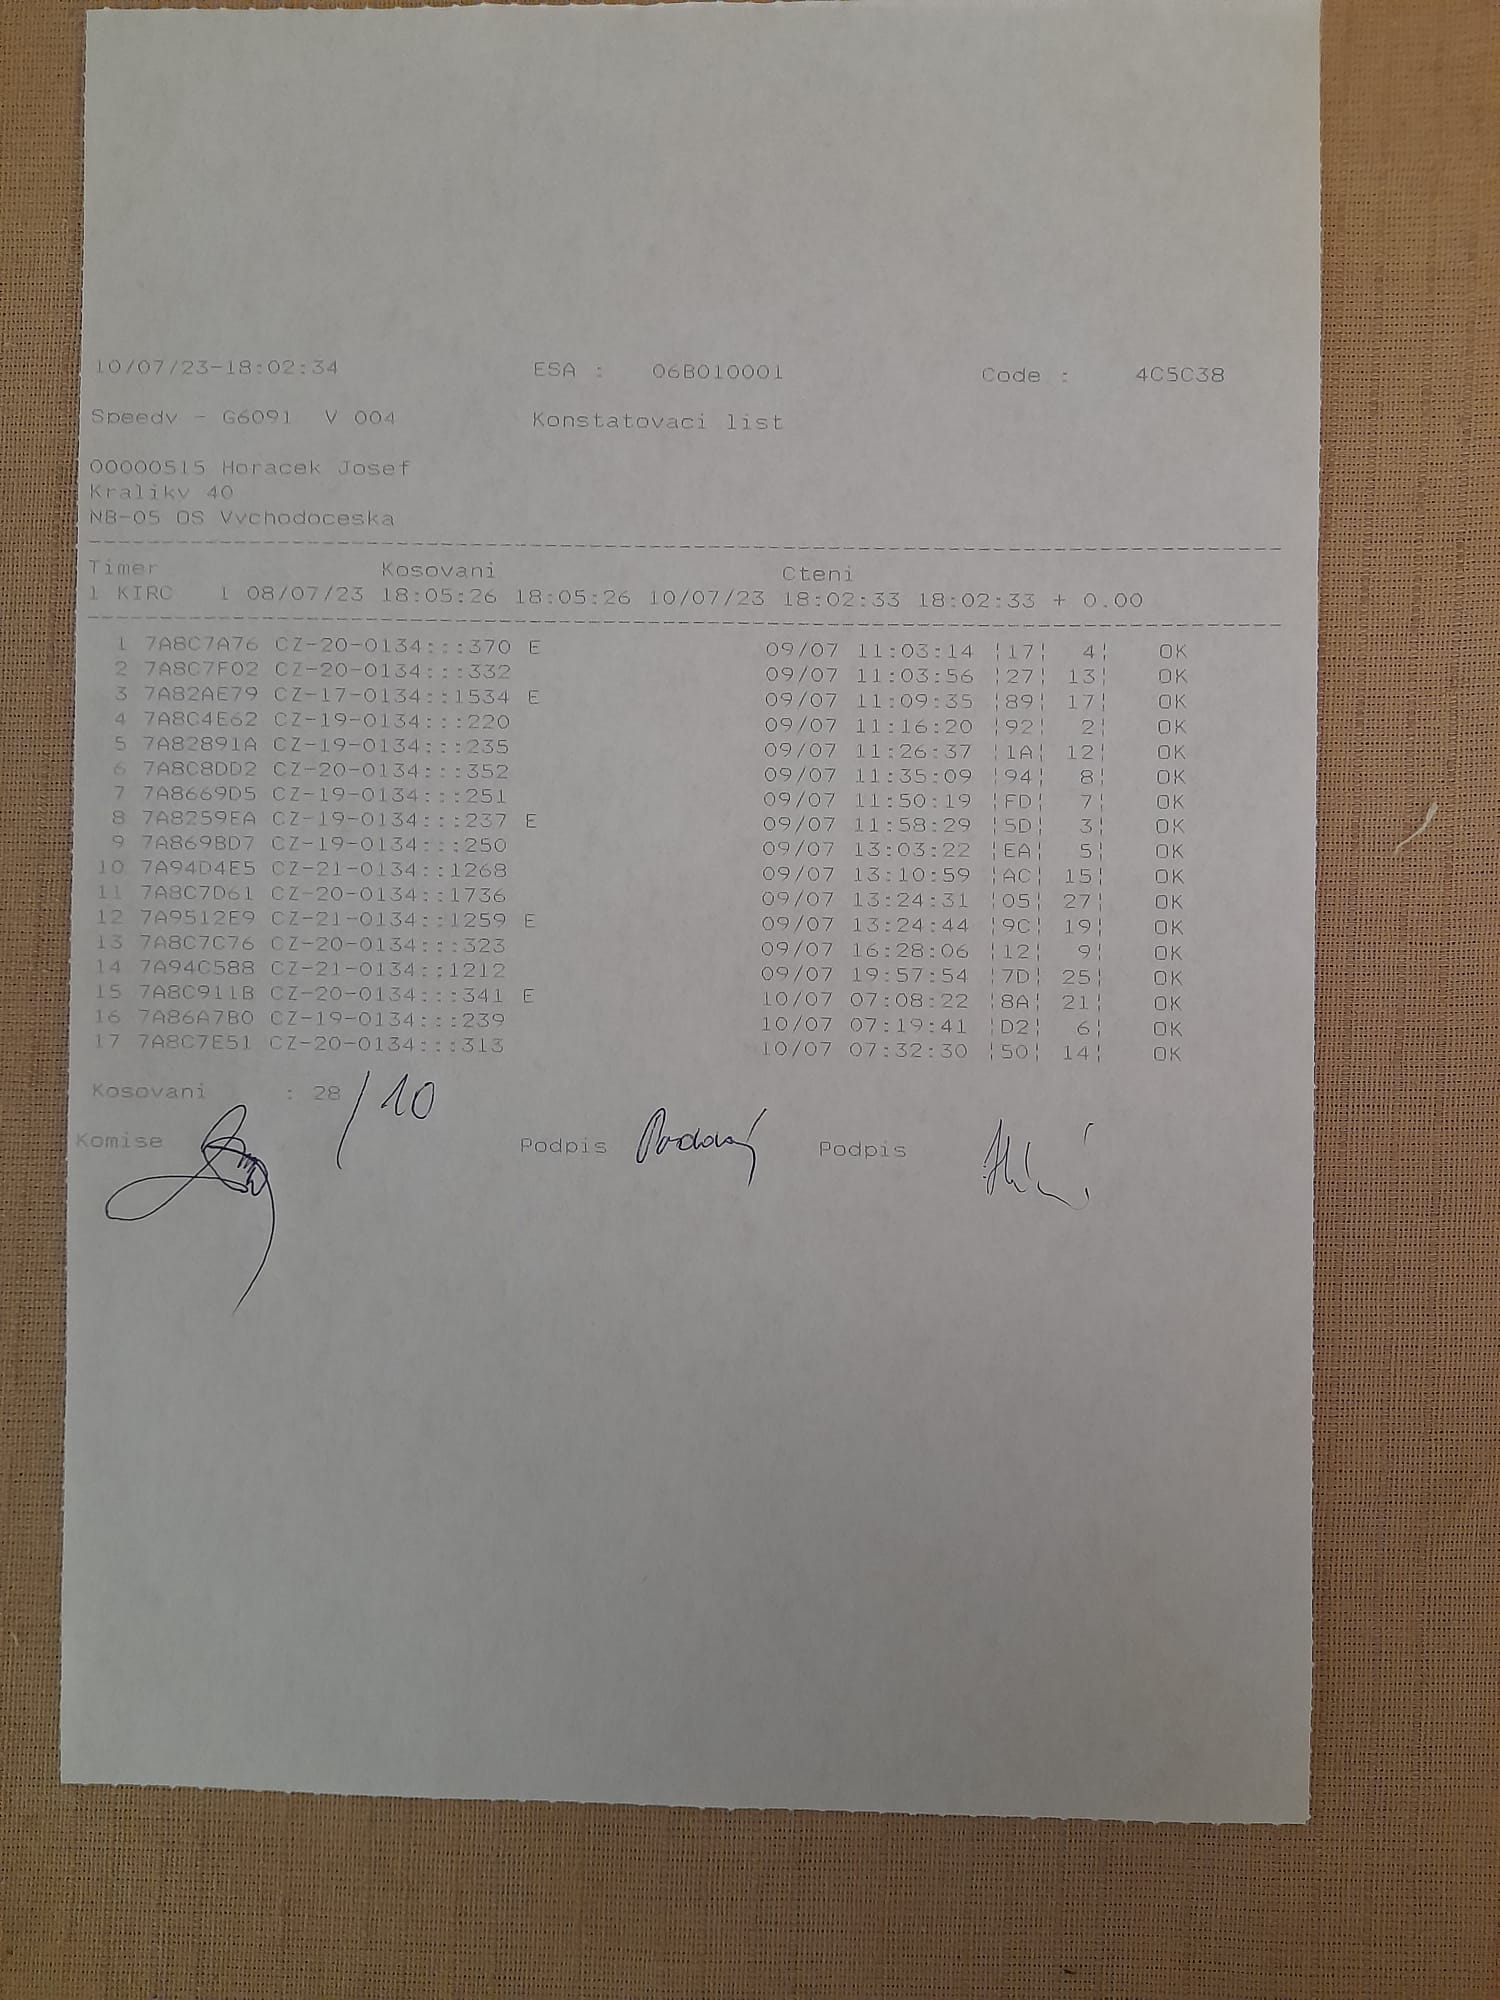 10/07/23-18:02:34 ESA : 06B010001 Code : 4C5C38
Speedy - G6091 V 004 Konstatovaci list
00000515 Horacek Josef
Kraliky 40
NB-05 OS Vychodoceska
Timer Kosovani Cteni
1 KIRC 1 08/07/23 18:05:26 18:05:26 10/07/23 18:02:33 18:02:33 + 0.00
1 7A8C7A76 CZ-20-0134:::370 E 09/07 11:03:14 ¦17¦ 4¦ OK
2 7A8C7F02 CZ-20-0134:::332 09/07 11:03:56 ¦27¦ 13¦ OK
3 7A82AE79 CZ-17-0134::1534 E 09/07 11:09:35 ¦89¦ 17¦ OK
4 7A8C4E62 CZ-19-0134:::220 09/07 11:16:20 ¦92¦ 2¦ OK
5 7A82891A CZ-19-0134:::235 09/07 11:26:37 ¦1A¦ 12¦ OK
6 7A8C8DD2 CZ-20-0134:::352 09/07 11:35:09 ¦94¦ 8¦ OK
7 7A8669D5 CZ-19-0134:::251 09/07 11:50:19 ¦FD¦ 7¦ OK
8 7A8259EA CZ-19-0134:::237 E 09/07 11:58:29 ¦5D¦ 3¦ OK
9 7A869BD7 CZ-19-0134:::250 09/07 13:03:22 ¦EA¦ 5¦ OK
10 7A94D4E5 CZ-21-0134::1268 09/07 13:10:59 ¦AC¦ 15¦ OK
11 7A8C7D61 CZ-20-0134::1736 09/07 13:24:31 ¦05¦ 27¦ OK
12 7A9512E9 CZ-21-0134::1259 E 09/07 13:24:44 ¦9C¦ 19¦ OK
13 7A8C7C76 CZ-20-0134:::323 09/07 16:28:06 ¦12¦ 9¦ OK
14 7A94C588 CZ-21-0134::1212 09/07 19:57:54 ¦7D¦ 25¦ OK
15 7A8C911B CZ-20-0134:::341 E 10/07 07:08:22 ¦8A¦ 21¦ OK
16 7A86A7B0 CZ-19-0134:::239 10/07 07:19:41 ¦D2¦ 6¦ OK
17 7A8C7E51 CZ-20-0134:::313 10/07 07:32:30 ¦50¦ 14¦ OK
Kosovani : 28 / 10
Komise Podpis Podpis